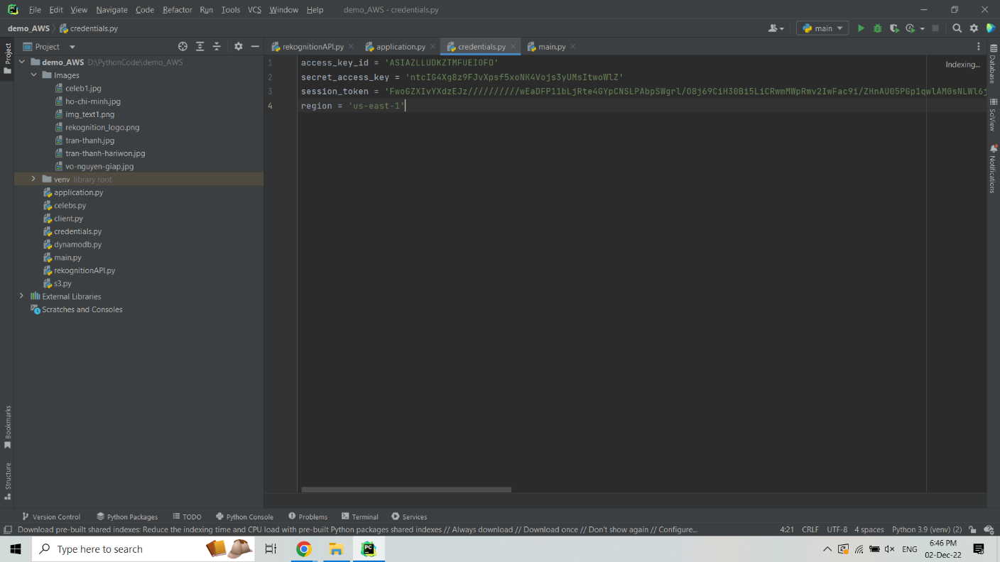 File Edit View Navigate Code Refactor Run Tools VCS Window Help demo_AWS - credentials.py
demo_AWS credentials.py main
Project
Project
rekognitionAPI.py application.py credentials.py main.py
demo_AWS D:\PythonCode\demo_AWS
Images
celeb1.jpg
ho-chi-minh.jpg
img_text1.png
rekognition_logo.png
tran-thanh.jpg
tran-thanh-hariwon.jpg
vo-nguyen-giap.jpg
venv library root
application.py
celebs.py
client.py
credentials.py
dynamodb.py
main.py
rekognitionAPI.py
s3.py
External Libraries
Scratches and Consoles
1 access_key_id = 'ASIAZLLUDKZTMFUEIOFO'
2 secret_access_key = 'ntcIG4Xg8z9FJvXpsf5xoNK4Vojs3yUMsItwoWlZ'
3 session_token = 'FwoGZXIvYXdzEJz//////////wEaDFP11bLjRte4GYpCNSLPAbpSWgrl/O8j69CiH30Bi5LiCRwmMWpRmv2IwFac9i/ZHnAU05PGp1qwlAM0sNLWl6j
4 region = 'us-east-1'
Indexing...
Database
SciView
Notifications
Bookmarks
Structure
Version Control Python Packages TODO Python Console Problems Terminal Services
Download pre-built shared indexes: Reduce the indexing time and CPU load with pre-built Python packages shared indexes // Always download // Download once // Don't show again // Configure... 4:21 CRLF UTF-8 4 spaces Python 3.9 (venv) (2)
Type here to search
ENG
6:46 PM
02-Dec-22